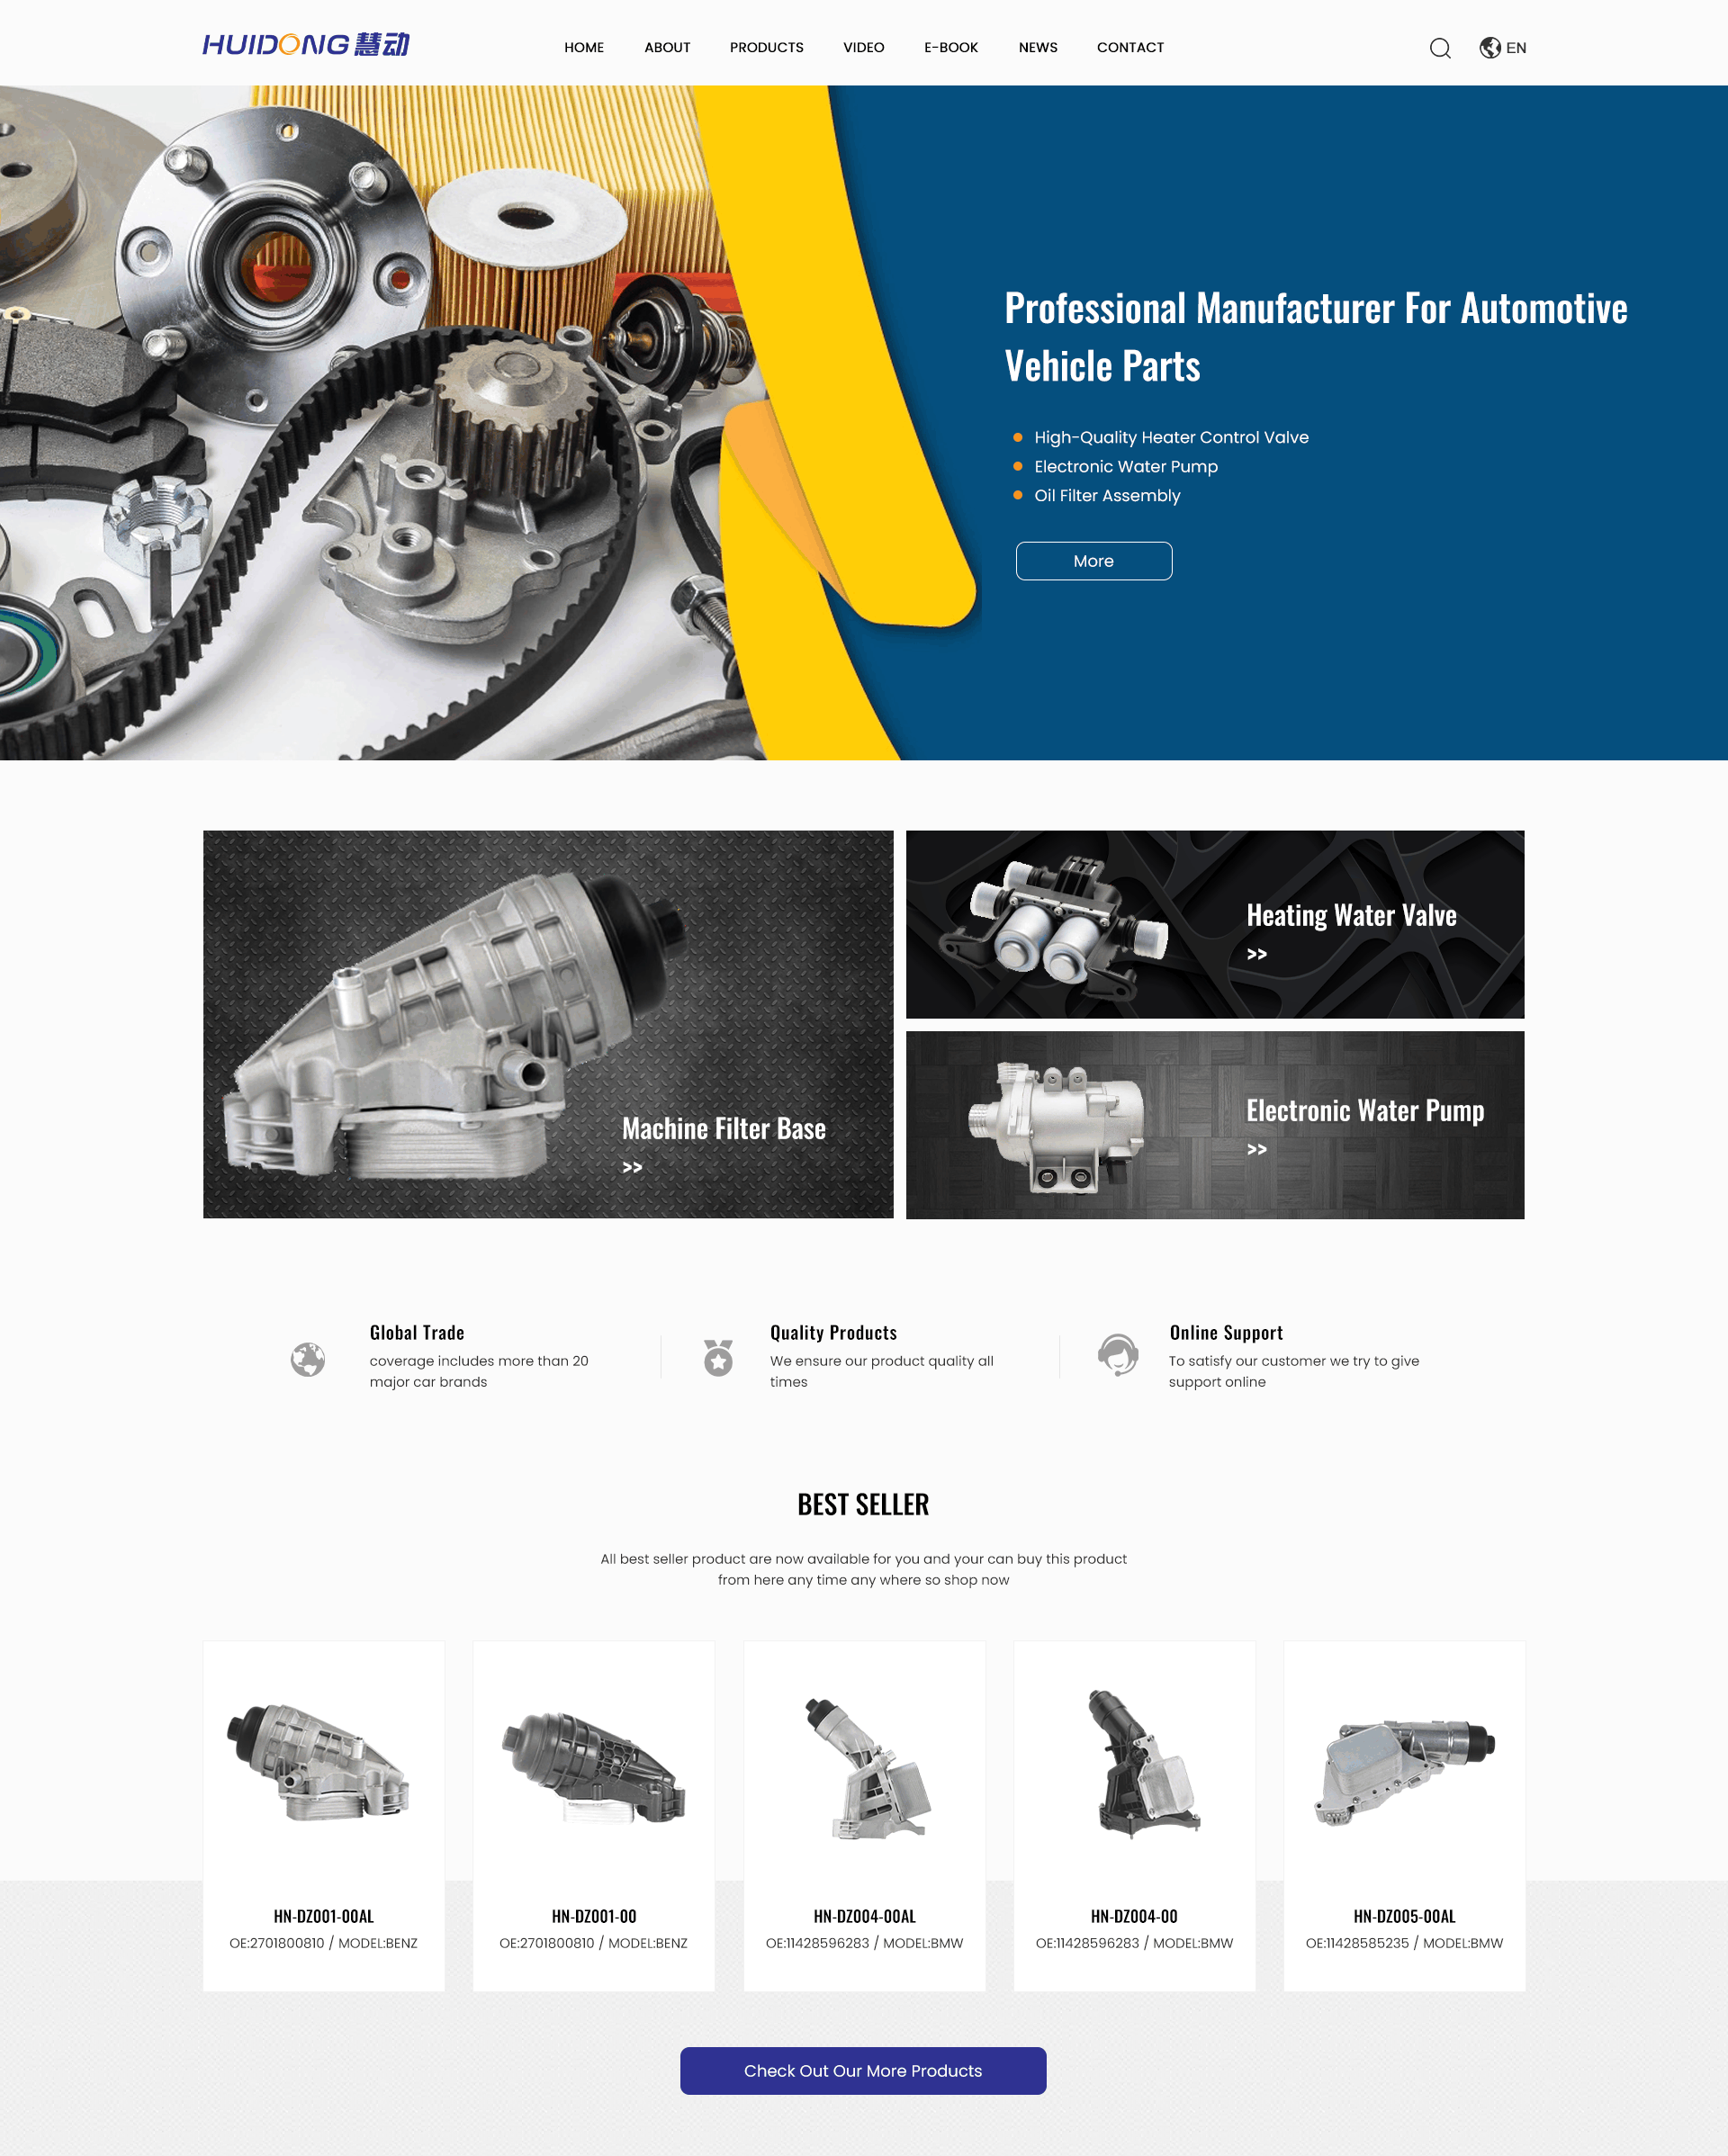 HUIDONG 慧动
HOME ABOUT PRODUCTS VIDEO E-BOOK NEWS CONTACT
EN
Professional Manufacturer For Automotive
Vehicle Parts
High-Quality Heater Control Valve
Electronic Water Pump
Oil Filter Assembly
More
Machine Filter Base
>>
Heating Water Valve
>>
Electronic Water Pump
>>
Global Trade
coverage includes more than 20
major car brands
Quality Products
We ensure our product quality all
times
Online Support
To satisfy our customer we try to give
support online
BEST SELLER
All best seller product are now available for you and your can buy this product
from here any time any where so shop now
HN-DZ001-00AL
OE:2701800810 / MODEL:BENZ
HN-DZ001-00
OE:2701800810 / MODEL:BENZ
HN-DZ004-00AL
OE:11428596283 / MODEL:BMW
HN-DZ004-00
OE:11428596283 / MODEL:BMW
HN-DZ005-00AL
OE:11428585235 / MODEL:BMW
Check Out Our More Products